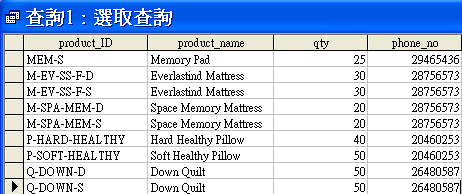 查詢1：選取查詢
product_ID product_name qty phone_no
MEM-S Memory Pad 25 29465436
M-EV-SS-F-D Everlastind Mattress 30 28756573
M-EV-SS-F-S Everlastind Mattress 30 28756573
M-SPA-MEM-D Space Memory Mattress 20 28756573
M-SPA-MEM-S Space Memory Mattress 20 28756573
P-HARD-HEALTHY Hard Healthy Pillow 40 20460253
P-SOFT-HEALTHY Soft Healthy Pillow 50 20460253
Q-DOWN-D Down Quilt 50 26480587
Q-DOWN-S Down Quilt 50 26480587